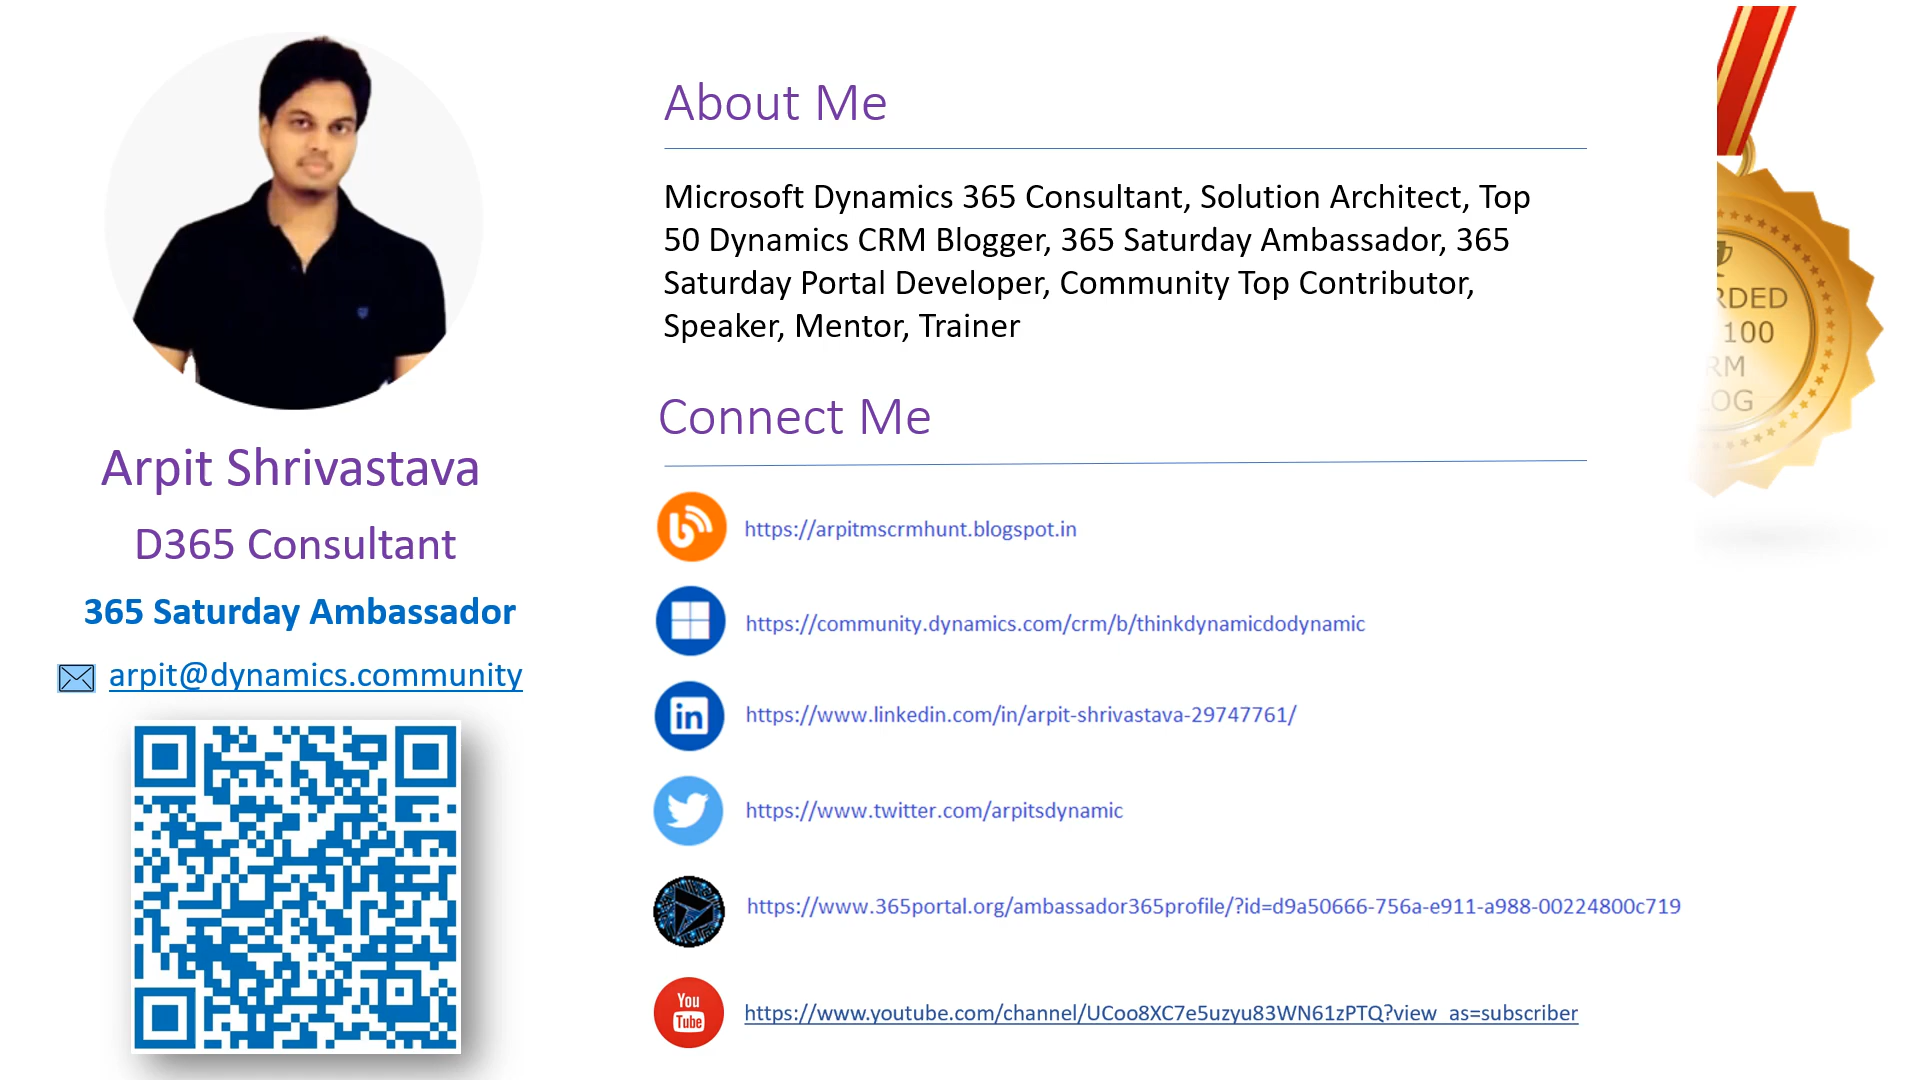 Arpit Shrivastava
D365 Consultant
365 Saturday Ambassador
arpit@dynamics.community
About Me
Microsoft Dynamics 365 Consultant, Solution Architect, Top
50 Dynamics CRM Blogger, 365 Saturday Ambassador, 365
Saturday Portal Developer, Community Top Contributor,
Speaker, Mentor, Trainer
Connect Me
https://arpitmscrmhunt.blogspot.in
https://community.dynamics.com/crm/b/thinkdynamicdodynamic
in
https://www.linkedin.com/in/arpit-shrivastava-29747761/
https://www.twitter.com/arpitsdynamic
https://www.365portal.org/ambassador365profile/?id=d9a50666-756a-e911-a988-00224800c719
You
Tube
https://www.youtube.com/channel/UCoo8XC7e5uzyu83WN61zPTQ?view_as=subscriber
100